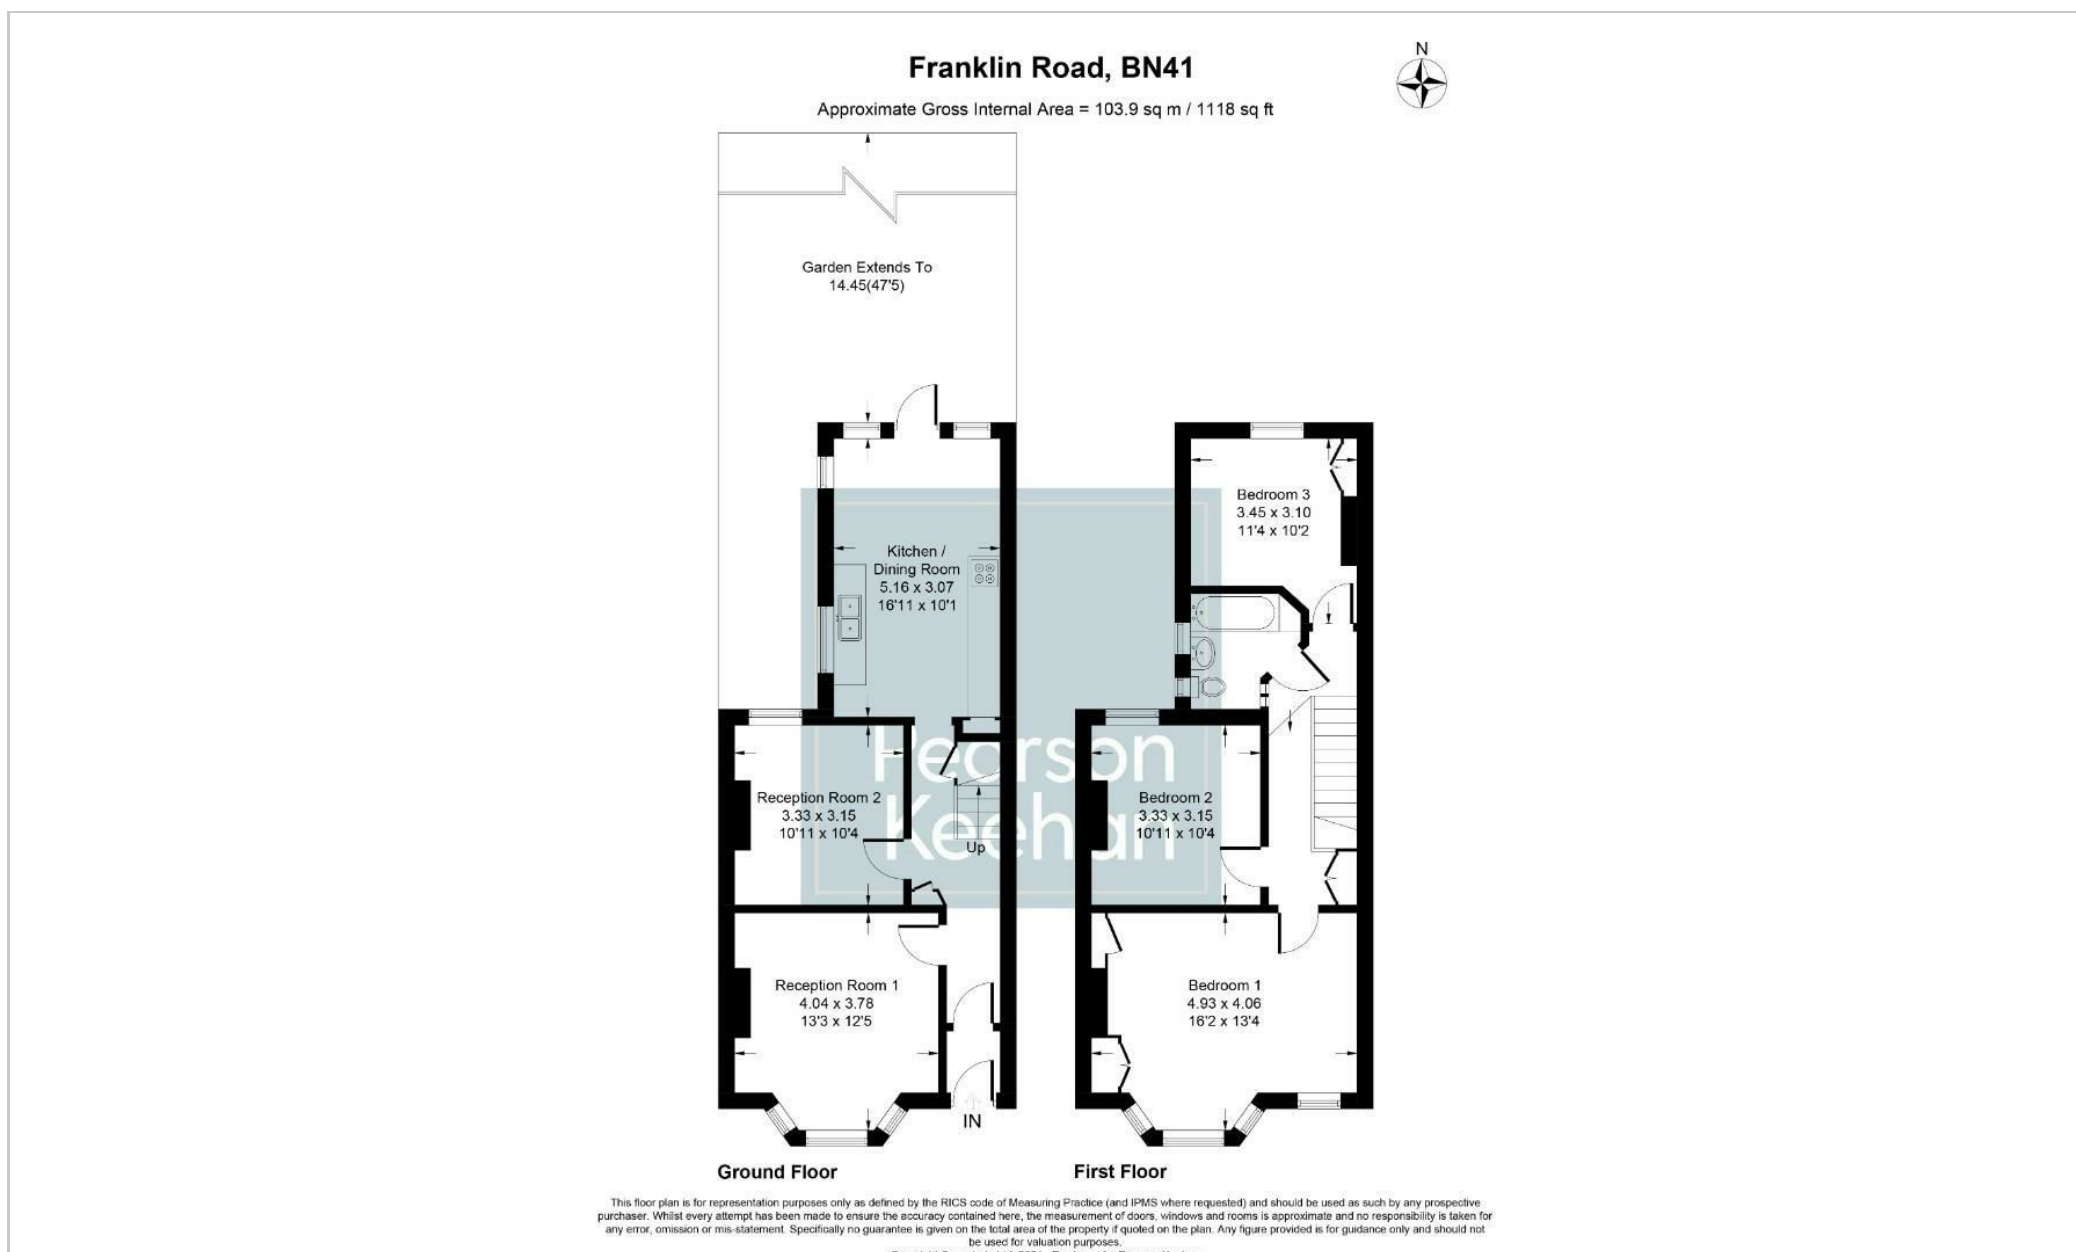 Franklin Road, BN41
N
Approximate Gross Internal Area = 103.9 sq m / 1118 sq ft
Garden Extends To
14.45(47'5)
Kitchen /
Dining Room
5.16 x 3.07
16'11 x 10'1
Bedroom 3
3.45 x 3.10
11'4 x 10'2
Pearson
Keehan
Reception Room 2
3.33 x 3.15
10'11 x 10'4
Up
Bedroom 2
3.33 x 3.15
10'11 x 10'4
Reception Room 1
4.04 x 3.78
13'3 x 12'5
Bedroom 1
4.93 x 4.06
16'2 x 13'4
IN
Ground Floor
First Floor
This floor plan is for representation purposes only as defined by the RICS code of Measuring Practice (and IPMS where requested) and should be used as such by any prospective
purchaser. Whilst every attempt has been made to ensure the accuracy contained here, the measurement of doors, windows and rooms is approximate and no responsibility is taken for
any error, omission or mis-statement. Specifically no guarantee is given on the total area of the property if quoted on the plan. Any figure provided is for guidance only and should not
be used for valuation purposes.